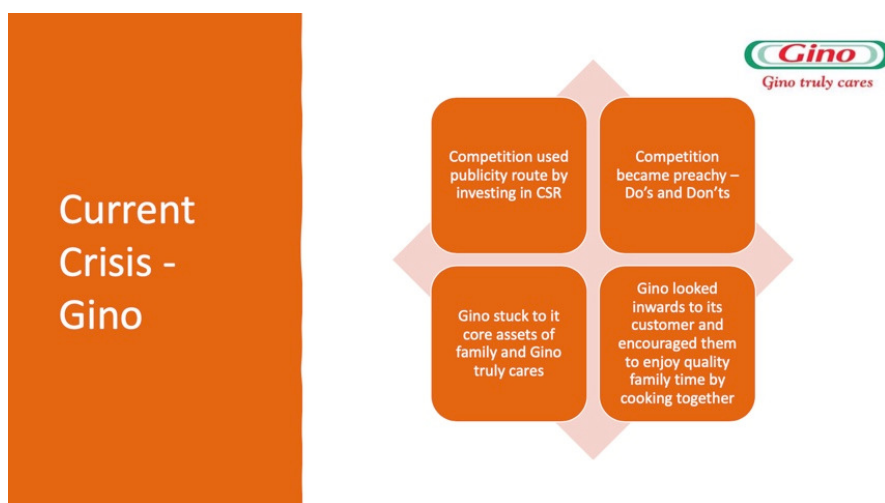 Current
Crisis -
Gino
Gino
Gino truly cares
Competition used
publicity route by
investing in CSR
Competition
became preachy –
Do's and Don'ts
Gino stuck to it
core assets of
family and Gino
truly cares
Gino looked
inwards to its
customer and
encouraged them
to enjoy quality
family time by
cooking together